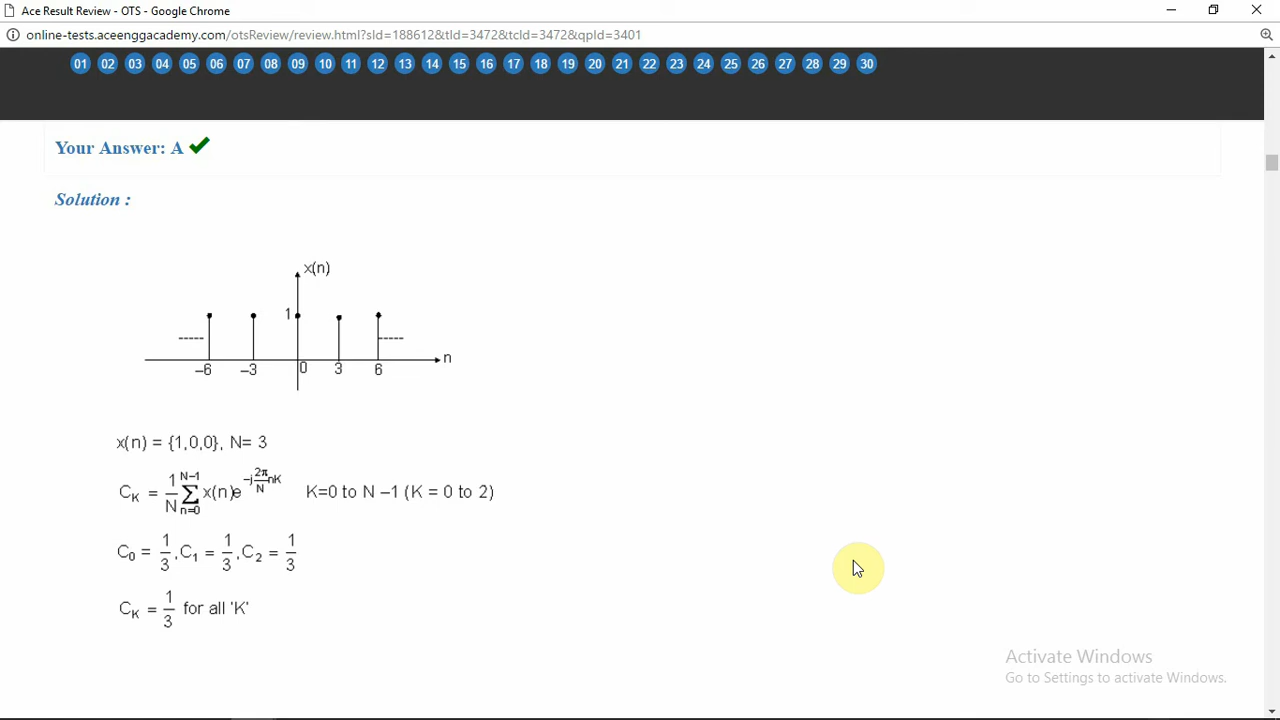 Ace Result Review - OTS - Google Chrome
online-tests.aceenggacademy.com/otsReview/review.html?sId=188612&tId=3472&tcId=3472&qpId=3401
01 02 03 04 05 06 07 08 09 10 11 12 13 14 15 16 17 18 19 20 21 22 23 24 25 26 27 28 29 30
Your Answer: A
Solution :
x(n)
1
n
–6 –3 0 3 6
x(n) = {1,0,0}, N= 3
C_K = 1/N ∑_{n=0}^{N–1} x(n)e^{–j(2π/N)nK} K=0 to N –1 (K = 0 to 2)
C_0 = 1/3 ,C_1 = 1/3 ,C_2 = 1/3
C_K = 1/3 for all 'K'
Activate Windows
Go to Settings to activate Windows.